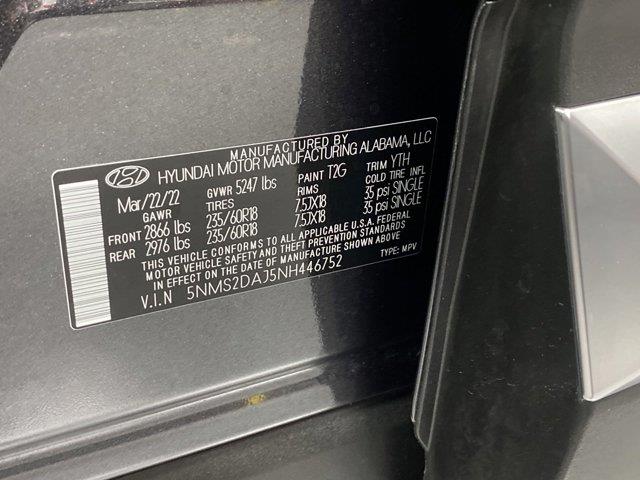 MANUFACTURED BY
HYUNDAI MOTOR MANUFACTURING ALABAMA, LLC
Mar/22/22 GVWR 5247 lbs PAINT T2G TRIM YTH
GAWR TIRES RIMS COLD TIRE INFL
FRONT 2866 lbs 235/60R18 7.5JX18 35 psi SINGLE
REAR 2976 lbs 235/60R18 7.5JX18 35 psi SINGLE
THIS VEHICLE CONFORMS TO ALL APPLICABLE U.S.A. FEDERAL
MOTOR VEHICLE SAFETY AND THEFT PREVENTION STANDARDS
IN EFFECT ON THE DATE OF MANUFACTURE SHOWN ABOVE
V.I.N 5NMS2DAJ5NH446752 TYPE: MPV